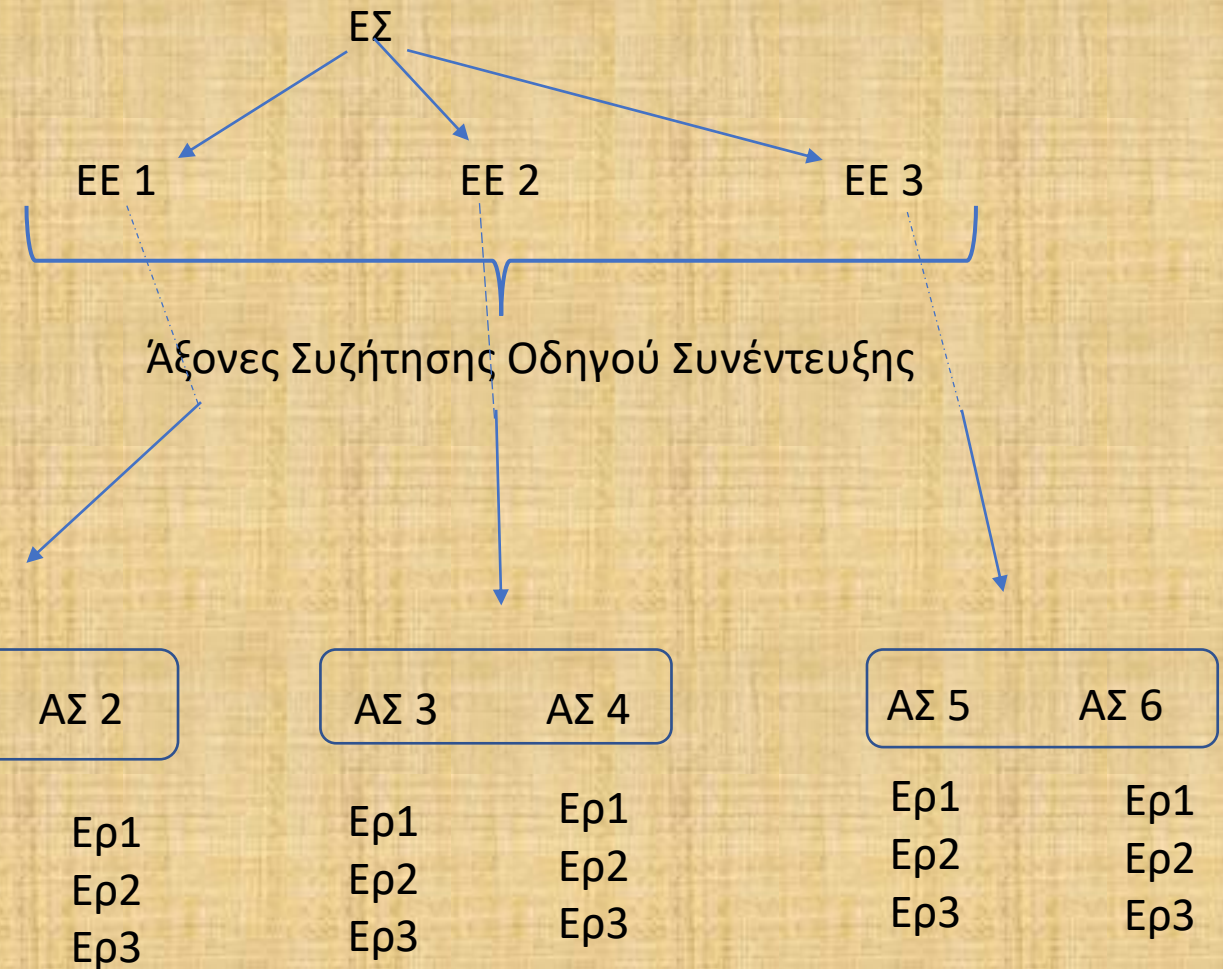 ΕΣ
ΕΕ 1 ΕΕ 2 ΕΕ 3
Άξονες Συζήτησης Οδηγού Συνέντευξης
ΑΣ 2 ΑΣ 3 ΑΣ 4 ΑΣ 5 ΑΣ 6
Ερ1
Ερ2
Ερ3
Ερ1
Ερ2
Ερ3
Ερ1
Ερ2
Ερ3
Ερ1
Ερ2
Ερ3
Ερ1
Ερ2
Ερ3